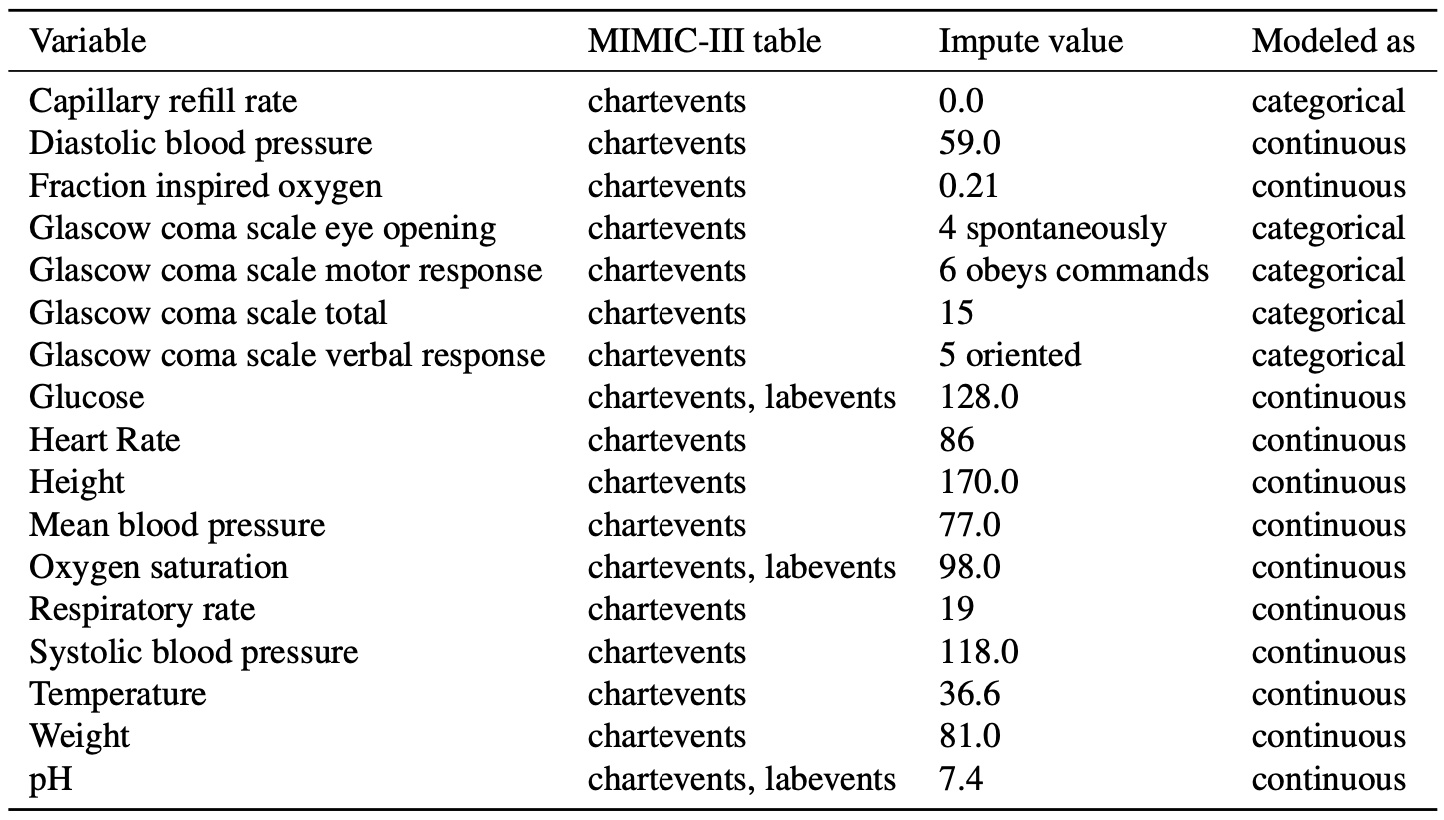 Variable MIMIC-III table Impute value Modeled as
Capillary refill rate chartevents 0.0 categorical
Diastolic blood pressure chartevents 59.0 continuous
Fraction inspired oxygen chartevents 0.21 continuous
Glascow coma scale eye opening chartevents 4 spontaneously categorical
Glascow coma scale motor response chartevents 6 obeys commands categorical
Glascow coma scale total chartevents 15 categorical
Glascow coma scale verbal response chartevents 5 oriented categorical
Glucose chartevents, labevents 128.0 continuous
Heart Rate chartevents 86 continuous
Height chartevents 170.0 continuous
Mean blood pressure chartevents 77.0 continuous
Oxygen saturation chartevents, labevents 98.0 continuous
Respiratory rate chartevents 19 continuous
Systolic blood pressure chartevents 118.0 continuous
Temperature chartevents 36.6 continuous
Weight chartevents 81.0 continuous
pH chartevents, labevents 7.4 continuous